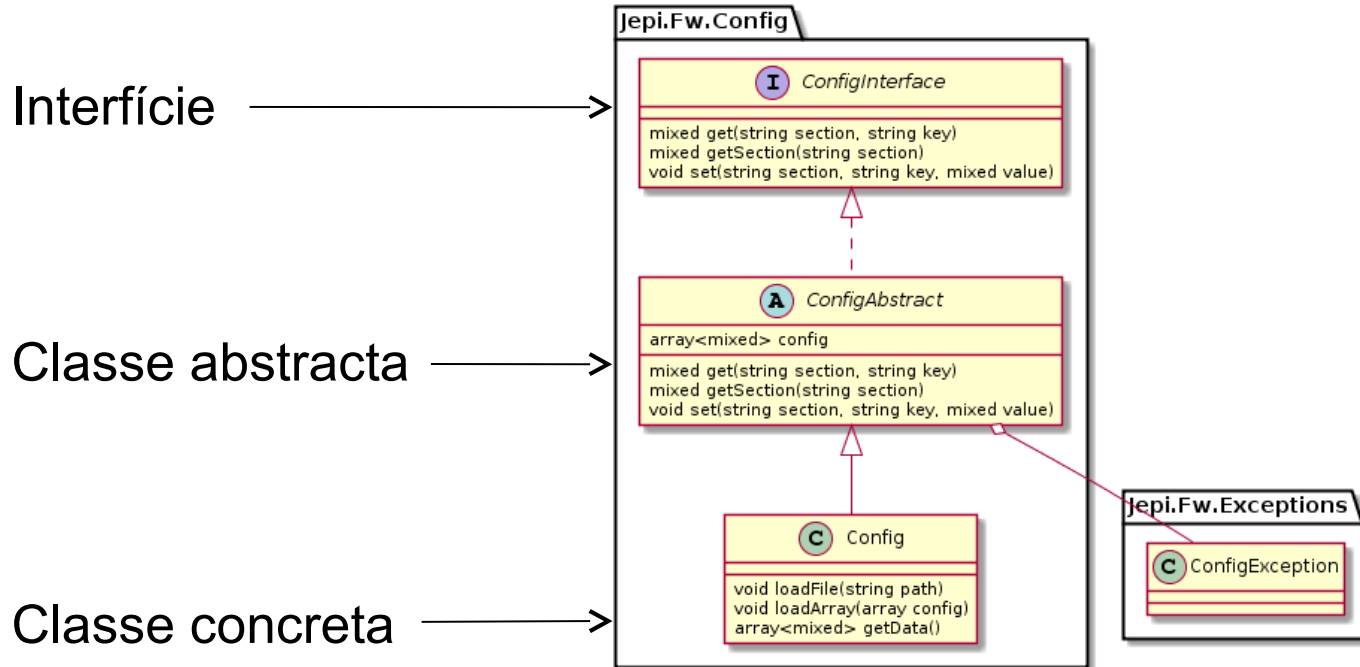 Jepi.Fw.Config
Interfície
I ConfigInterface
mixed get(string section, string key)
mixed getSection(string section)
void set(string section, string key, mixed value)
Classe abstracta
A ConfigAbstract
array<mixed> config
mixed get(string section, string key)
mixed getSection(string section)
void set(string section, string key, mixed value)
Classe concreta
C Config
void loadFile(string path)
void loadArray(array config)
array<mixed> getData()
Jepi.Fw.Exceptions
C ConfigException